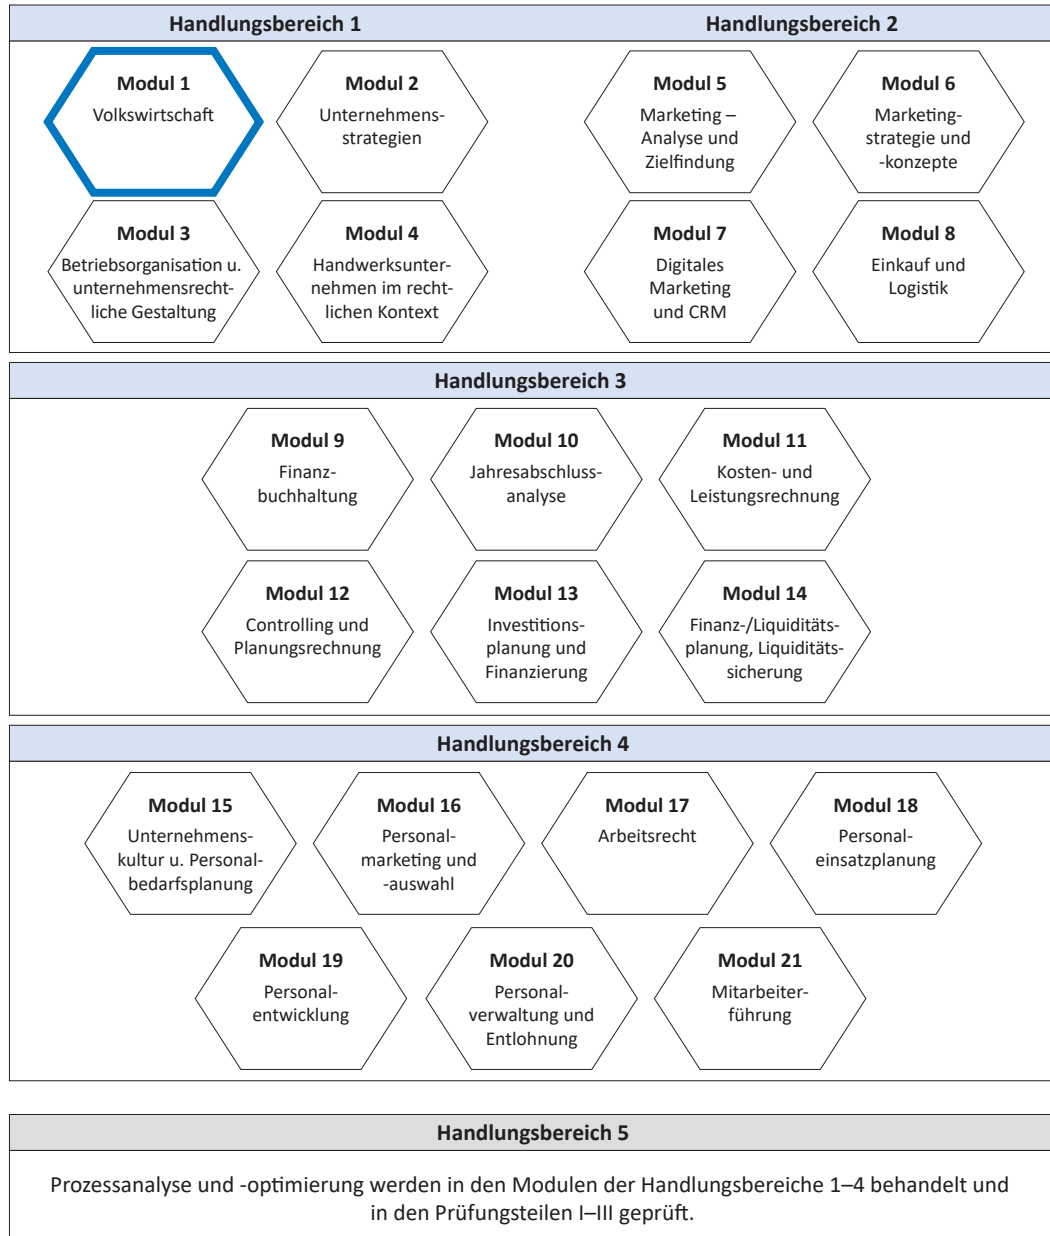 Handlungsbereich 1
Modul 1
Volkswirtschaft
Modul 2
Unternehmens-
strategien
Modul 3
Betriebsorganisation u.
unternehmensrecht-
liche Gestaltung
Modul 4
Handwerksunter-
nehmen im recht-
lichen Kontext
Handlungsbereich 2
Modul 5
Marketing –
Analyse und
Zielfindung
Modul 6
Marketing-
strategie und
-konzepte
Modul 7
Digitales
Marketing
und CRM
Modul 8
Einkauf und
Logistik
Handlungsbereich 3
Modul 9
Finanz-
buchhaltung
Modul 10
Jahresabschluss-
analyse
Modul 11
Kosten- und
Leistungsrechnung
Modul 12
Controlling und
Planungsrechnung
Modul 13
Investitions-
planung und
Finanzierung
Modul 14
Finanz-/Liquiditäts-
planung, Liquiditäts-
sicherung
Handlungsbereich 4
Modul 15
Unternehmens-
kultur u. Personal-
bedarfsplanung
Modul 16
Personal-
marketing und
-auswahl
Modul 17
Arbeitsrecht
Modul 18
Personal-
einsatzplanung
Modul 19
Personal-
entwicklung
Modul 20
Personal-
verwaltung und
Entlohnung
Modul 21
Mitarbeiter-
führung
Handlungsbereich 5
Prozessanalyse und -optimierung werden in den Modulen der Handlungsbereiche 1–4 behandelt und
in den Prüfungsteilen I–III geprüft.